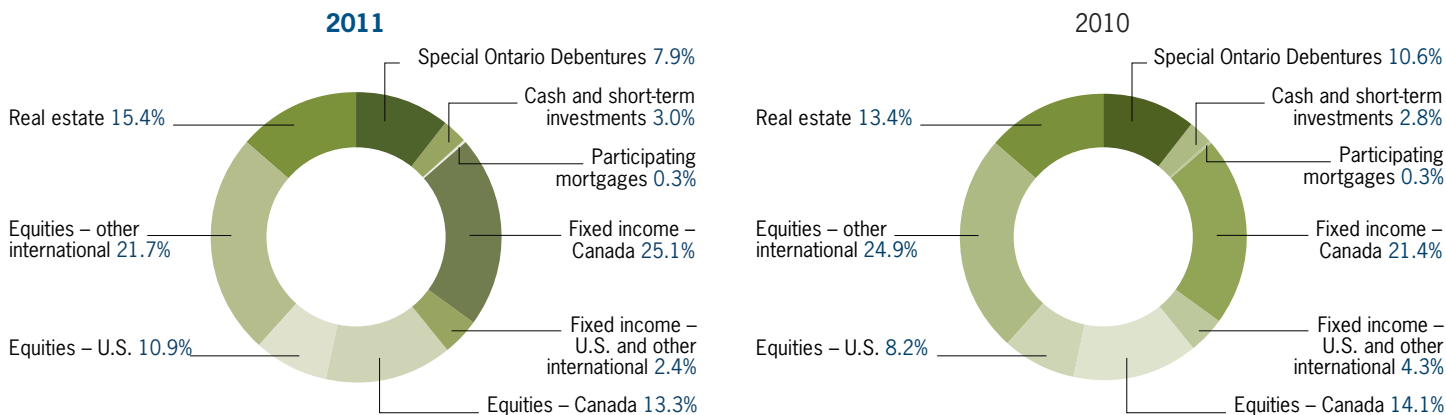 2011
Special Ontario Debentures 7.9%
Cash and short-term
investments 3.0%
Participating
mortgages 0.3%
Fixed income –
Canada 25.1%
Fixed income –
U.S. and other
international 2.4%
Equities – Canada 13.3%
Equities – U.S. 10.9%
Equities – other
international 21.7%
Real estate 15.4%
2010
Special Ontario Debentures 10.6%
Cash and short-term
investments 2.8%
Participating
mortgages 0.3%
Fixed income –
Canada 21.4%
Fixed income –
U.S. and other
international 4.3%
Equities – Canada 14.1%
Equities – U.S. 8.2%
Equities – other
international 24.9%
Real estate 13.4%